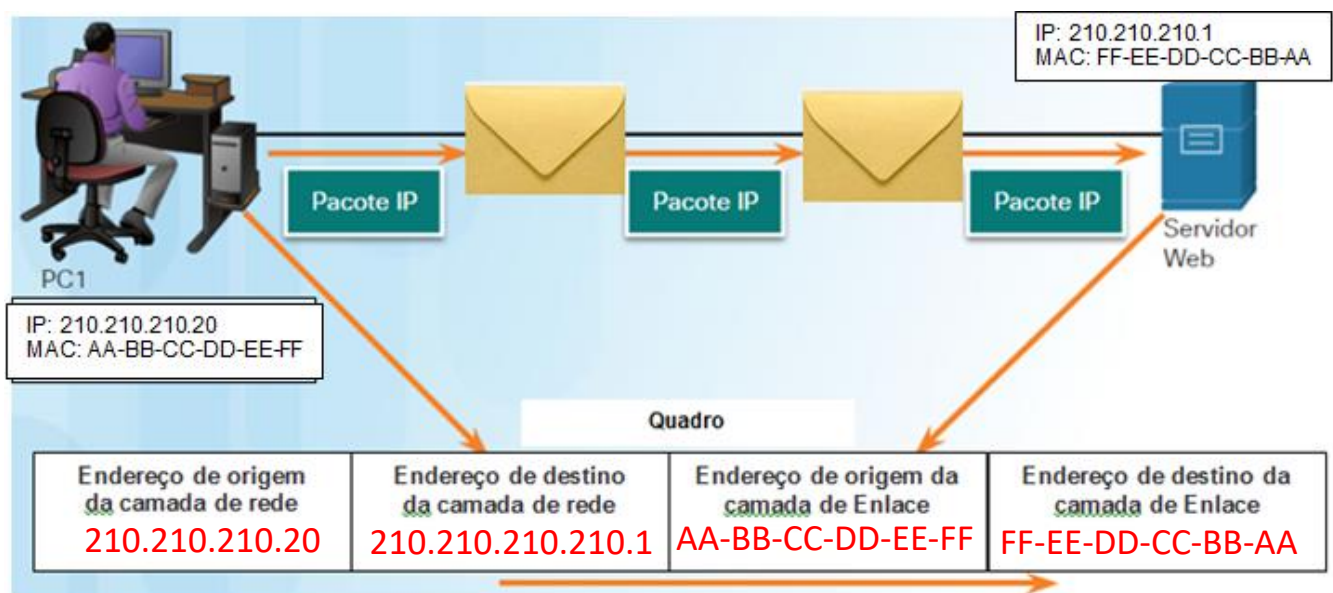 IP: 210.210.210.1
MAC: FF-EE-DD-CC-BB-AA
Pacote IP
Pacote IP
Pacote IP
Servidor
Web
PC1
IP: 210.210.210.20
MAC: AA-BB-CC-DD-EE-FF
Quadro
Endereço de origem
da camada de rede
210.210.210.20
Endereço de destino
da camada de rede
210.210.210.210.1
Endereço de origem da
camada de Enlace
AA-BB-CC-DD-EE-FF
Endereço de destino da
camada de Enlace
FF-EE-DD-CC-BB-AA